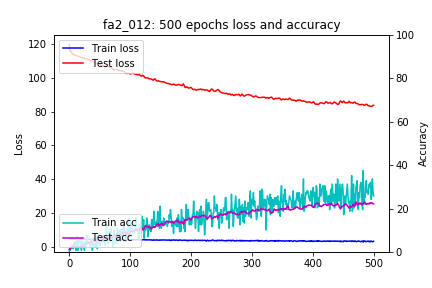 fa2_012: 500 epochs loss and accuracy
120
100
80
60
40
20
0
Loss
Train loss
Test loss
Train acc
Test acc
100
80
60
40
20
0
Accuracy
0
100
200
300
400
500